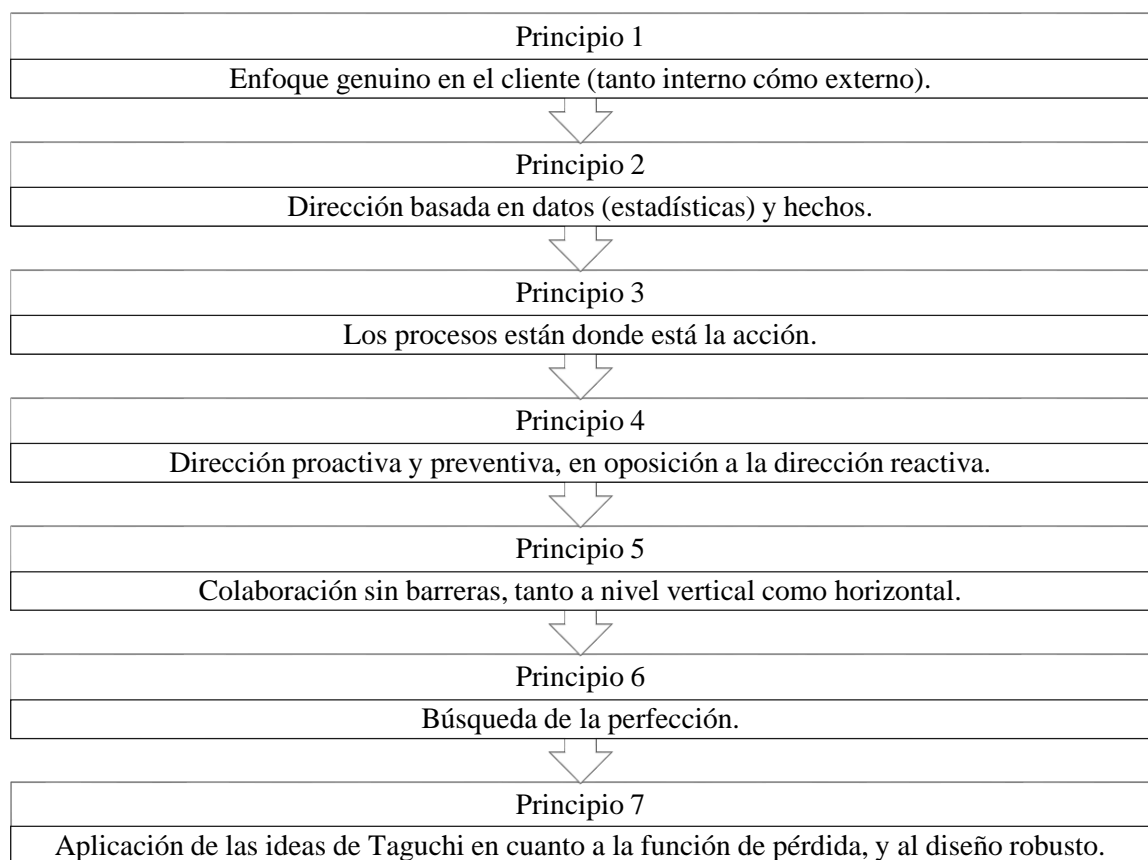 Principio 1
Enfoque genuino en el cliente (tanto interno cómo externo).
Principio 2
Dirección basada en datos (estadísticas) y hechos.
Principio 3
Los procesos están donde está la acción.
Principio 4
Dirección proactiva y preventiva, en oposición a la dirección reactiva.
Principio 5
Colaboración sin barreras, tanto a nivel vertical como horizontal.
Principio 6
Búsqueda de la perfección.
Principio 7
Aplicación de las ideas de Taguchi en cuanto a la función de pérdida, y al diseño robusto.